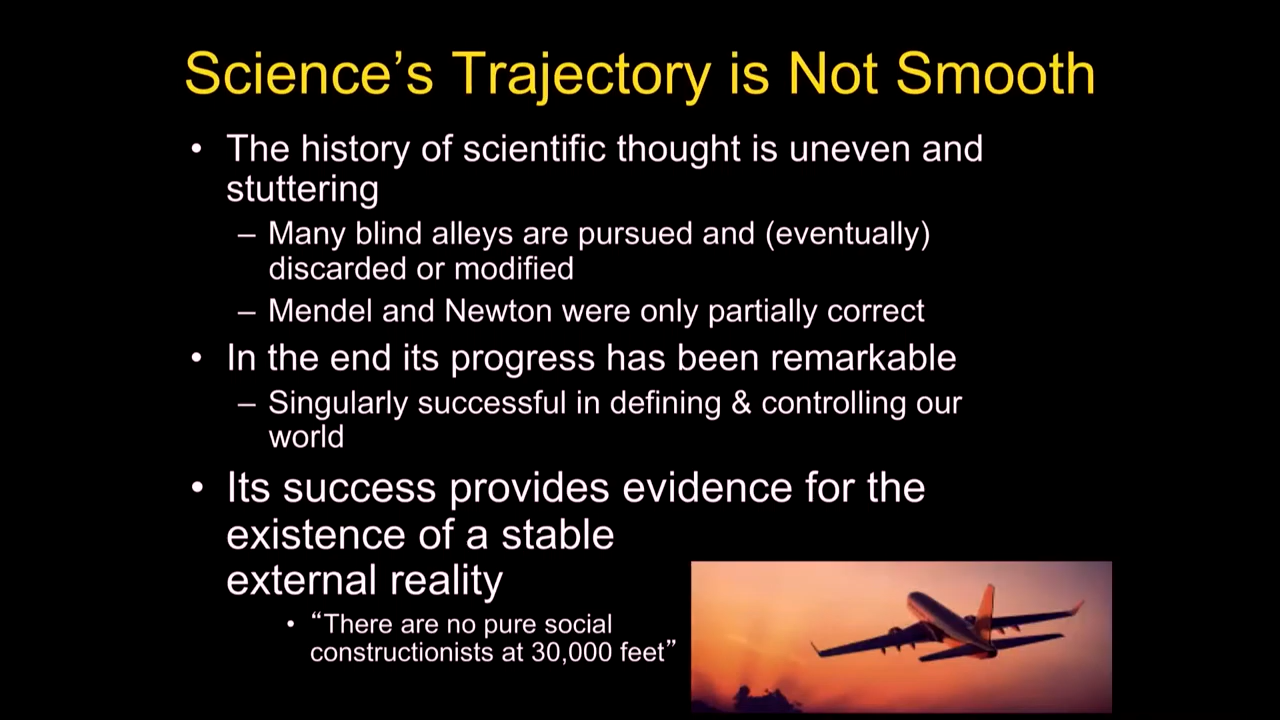 Science’s Trajectory is Not Smooth
• The history of scientific thought is uneven and
stuttering
– Many blind alleys are pursued and (eventually)
discarded or modified
– Mendel and Newton were only partially correct
• In the end its progress has been remarkable
– Singularly successful in defining & controlling our
world
• Its success provides evidence for the
existence of a stable
external reality
• “There are no pure social
constructionists at 30,000 feet”